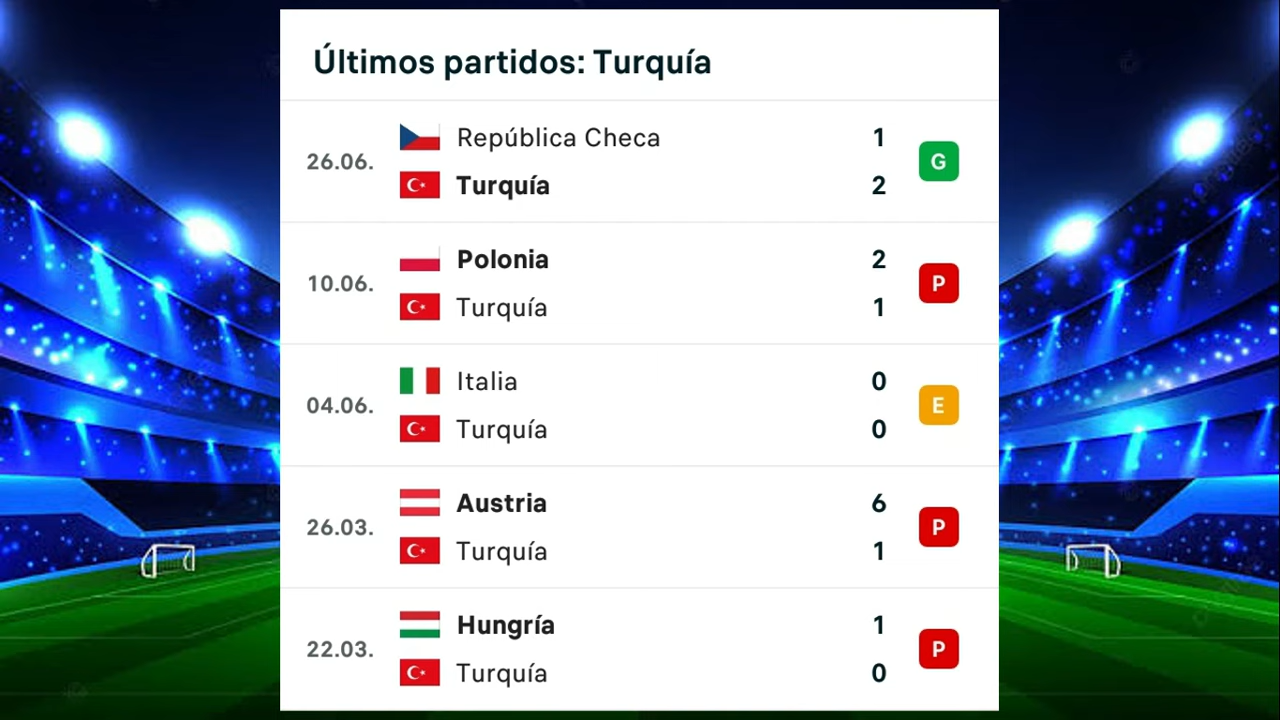 Últimos partidos: Turquía
26.06.
República Checa 1
Turquía 2
G
10.06.
Polonia 2
Turquía 1
P
04.06.
Italia 0
Turquía 0
E
26.03.
Austria 6
Turquía 1
P
22.03.
Hungría 1
Turquía 0
P